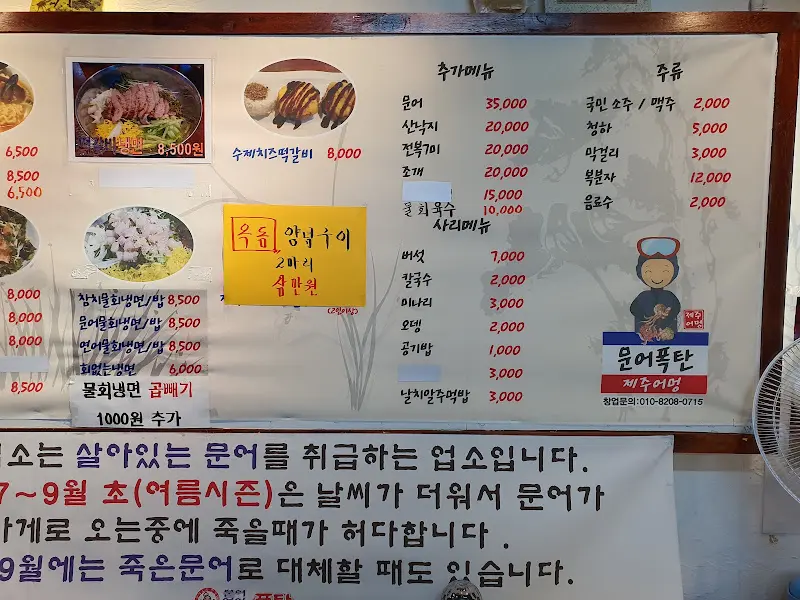 6,500
8,500
6,500
8,000
8,000
8,000
8,500
냉면 8,500원
참치물회냉면/밥 8,500
문어물회냉면/밥 8,500
연어물회냉면/밥 8,500
회없는냉면 6,000
물회냉면 곱빼기
1000원 추가
수제치즈떡갈비 8,000
옥돔 양념구이
2마리
삼만원
(2인이상)
추가메뉴
문어 35,000
산낙지 20,000
전복7미 20,000
조개 20,000
15,000
물회육수 10,000
사리메뉴
버섯 7,000
칼국수 2,000
미나리 3,000
오뎅 2,000
공기밥 1,000
3,000
날치알주먹밥 3,000
주류
국민 소주 / 맥주 2,000
청하 5,000
막걸리 3,000
복분자 12,000
음료수 2,000
제주
어멍
문어폭탄
제주어멍
창업문의:010-8208-0715
소는 살아있는 문어를 취급하는 업소입니다.
7~9월 초(여름시즌)은 날씨가 더워서 문어가
가게로 오는중에 죽을때가 허다합니다.
9월에는 죽은문어로 대체할 때도 있습니다.